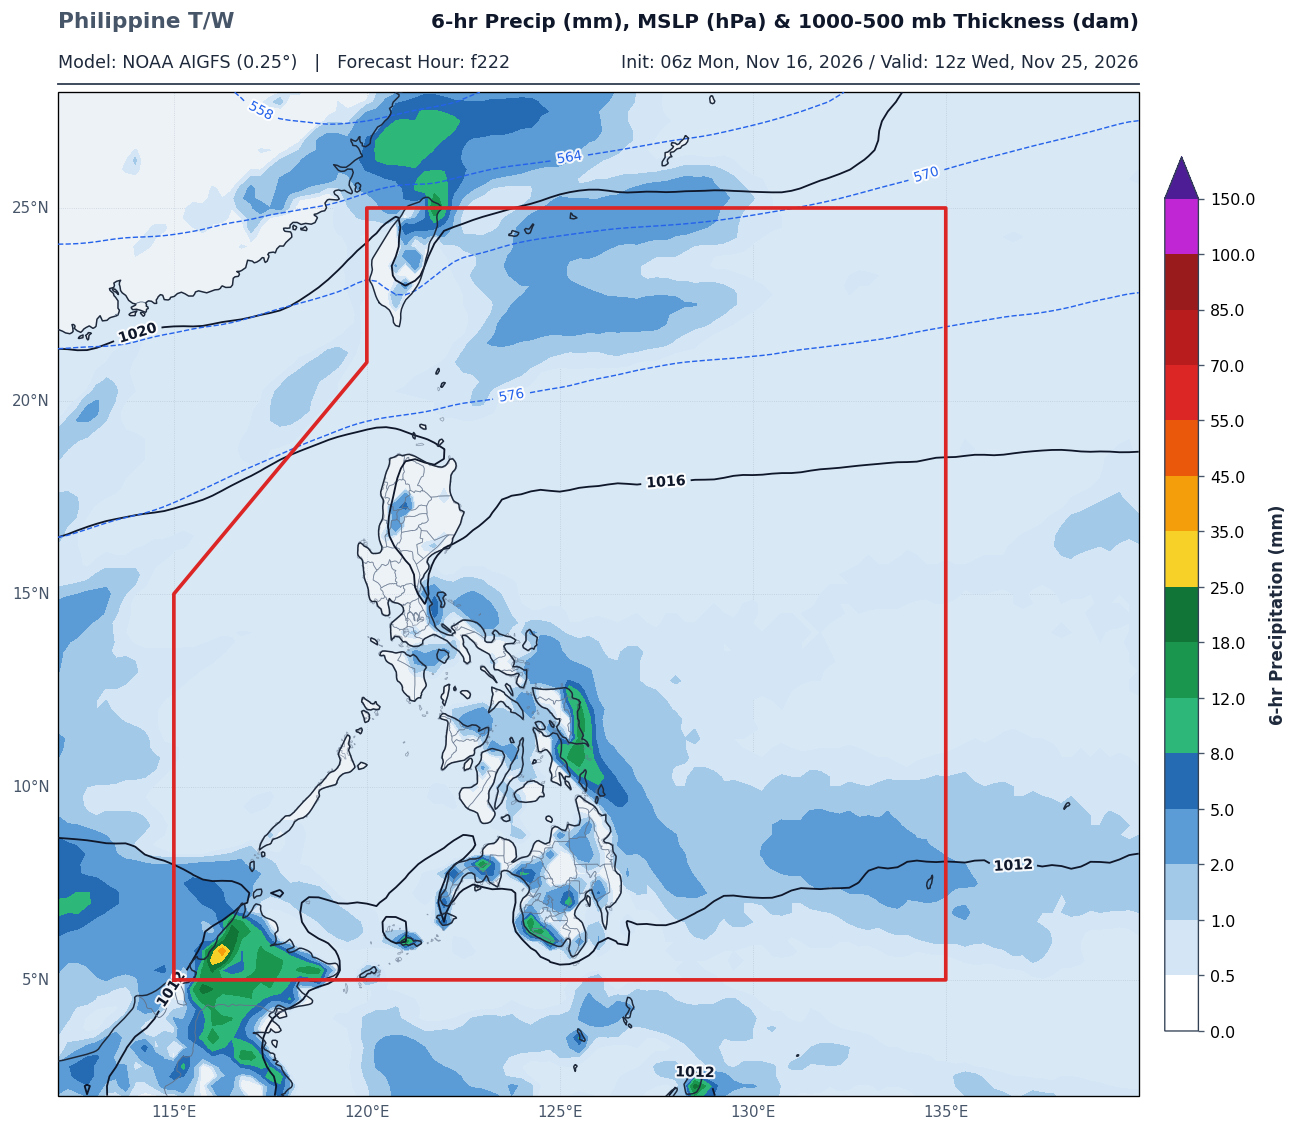 Philippine T/W
6-hr Precip (mm), MSLP (hPa) & 1000-500 mb Thickness (dam)
Model: NOAA AIGFS (0.25°) | Forecast Hour: f222
Init: 06z Mon, Nov 16, 2026 / Valid: 12z Wed, Nov 25, 2026
558
564
570
25°N
1020
576
20°N
1016
15°N
10°N
1012
5°N
1012
1012
115°E
120°E
125°E
130°E
135°E
150.0
100.0
85.0
70.0
55.0
45.0
35.0
25.0
18.0
12.0
8.0
5.0
2.0
1.0
0.5
0.0
6-hr Precipitation (mm)